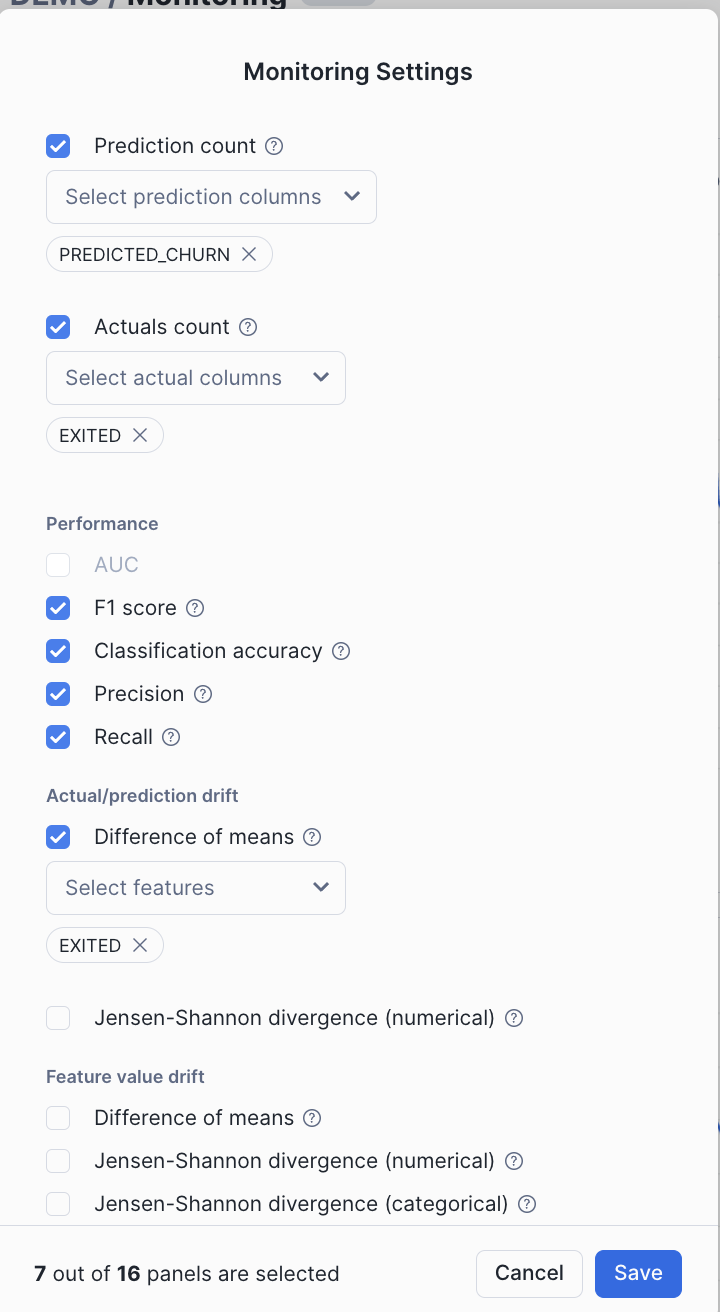 DEMO / Monitoring
Monitoring Settings
Prediction count
Select prediction columns
PREDICTED_CHURN
Actuals count
Select actual columns
EXITED
Performance
AUC
F1 score
Classification accuracy
Precision
Recall
Actual/prediction drift
Difference of means
Select features
EXITED
Jensen-Shannon divergence (numerical)
Feature value drift
Difference of means
Jensen-Shannon divergence (numerical)
Jensen-Shannon divergence (categorical)
7 out of 16 panels are selected
Cancel
Save